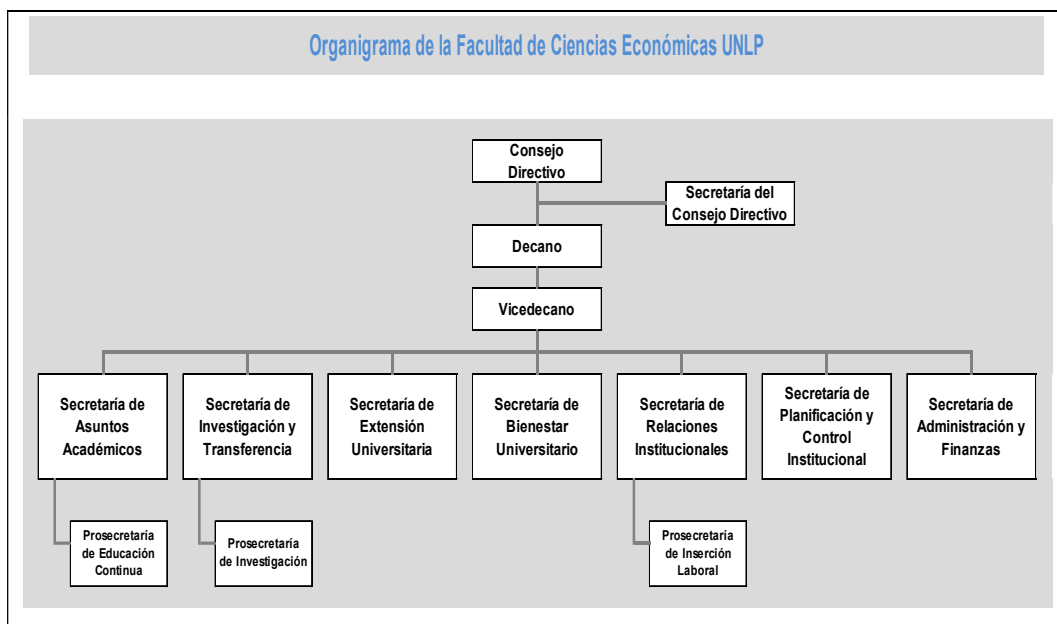 Organigrama de la Facultad de Ciencias Económicas UNLP
Consejo
Directivo
Secretaría del
Consejo Directivo
Decano
Vicedecano
Secretaría de
Asuntos
Académicos
Secretaría de
Investigación y
Transferencia
Secretaría de
Extensión
Universitaria
Secretaría de
Bienestar
Universitario
Secretaría de
Relaciones
Institucionales
Secretaría de
Planificación y
Control
Institucional
Secretaría de
Administración y
Finanzas
Prosecretaría
de Educación
Continua
Prosecretaría
de Investigación
Prosecretaría
de Inserción
Laboral